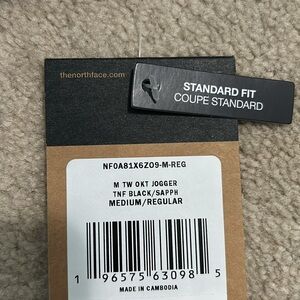 thenorthface.com
STANDARD FIT
COUPE STANDARD
NF0A81X6Z09-M-REG
M TW OKT JOGGER
TNF BLACK/SAPPH
MEDIUM/REGULAR
1 96575 63098 5
MADE IN CAMBODIA